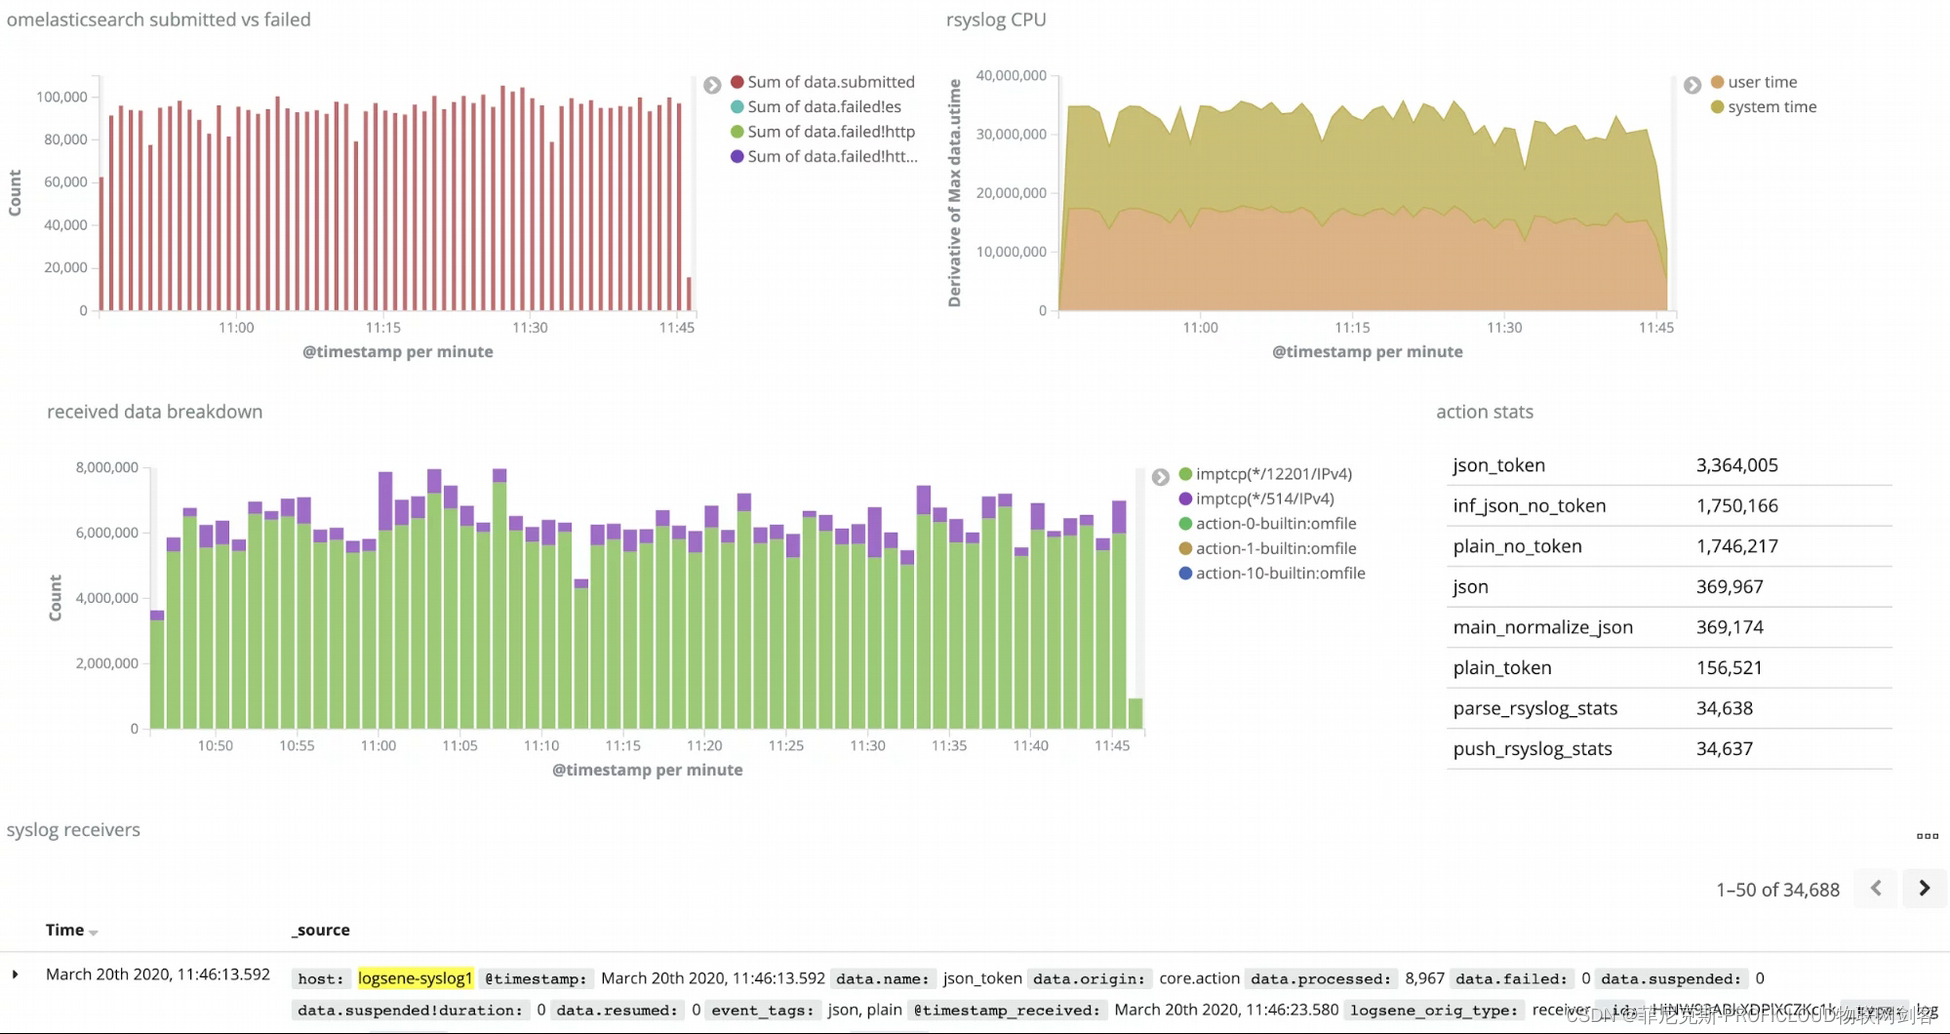 omelasticsearch submitted vs failed
100,000
80,000
60,000
40,000
20,000
0
Count
11:00 11:15 11:30 11:45
@timestamp per minute
Sum of data.submitted
Sum of data.failed!es
Sum of data.failed!http
Sum of data.failed!htt...
rsyslog CPU
40,000,000
30,000,000
20,000,000
10,000,000
0
Derivative of Max data.utime
11:00 11:15 11:30 11:45
@timestamp per minute
user time
system time
received data breakdown
8,000,000
6,000,000
4,000,000
2,000,000
0
Count
10:50 10:55 11:00 11:05 11:10 11:15 11:20 11:25 11:30 11:35 11:40 11:45
@timestamp per minute
imptcp(*/12201/IPv4)
imptcp(*/514/IPv4)
action-0-builtin:omfile
action-1-builtin:omfile
action-10-builtin:omfile
action stats
json_token 3,364,005
inf_json_no_token 1,750,166
plain_no_token 1,746,217
json 369,967
main_normalize_json 369,174
plain_token 156,521
parse_rsyslog_stats 34,638
push_rsyslog_stats 34,637
syslog receivers
1–50 of 34,688
Time _source
March 20th 2020, 11:46:13.592 host: logsene-syslog1 @timestamp: March 20th 2020, 11:46:13.592 data.name: json_token data.origin: core.action data.processed: 8,967 data.failed: 0 data.suspended: 0
data.suspended!duration: 0 data.resumed: 0 event_tags: json, plain @timestamp_received: March 20th 2020, 11:46:23.580 logsene_orig_type: receiver
CSDN @菲尼克斯-PROFICLOUD物联网剑客